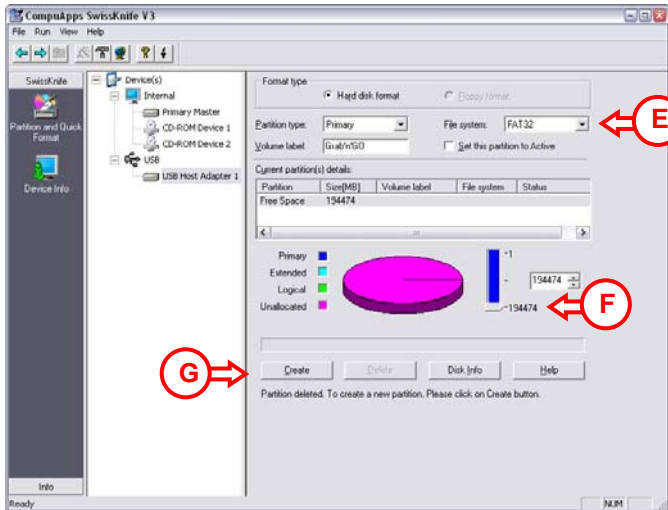 CompuApps SwissKnife V3
File Run View Help
SwissKnife
Partition and Quick
Format
Device Info
Info
Device(s)
Internal
Primary Master
CD-ROM Device 1
CD-ROM Device 2
USB
USB Host Adapter 1
Format type
Hard disk format
Floppy format
Partition type: Primary
File system: FAT32
E
Volume label: Grab'n'GO
Set this partition to Active
Current partition(s) details:
Partition Size[MB] Volume label File system Status
Free Space 194474
Primary
Extended
Logical
Unallocated
1
194474
194474
F
G
Create Delete Disk Info Help
Partition deleted. To create a new partition, Please click on Create button.
Ready
NUM